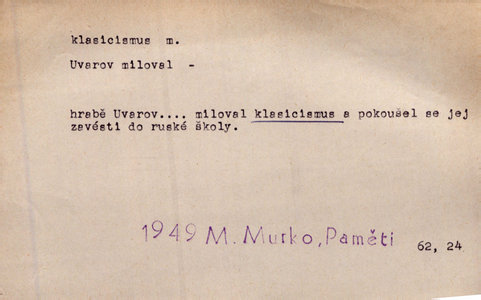 klasicismus m.
Uvarov miloval -
hrabě Uvarov.... miloval klasicismus a pokoušel se jej
zavésti do ruské školy.
1949 M. Murko, Paměti 62, 24